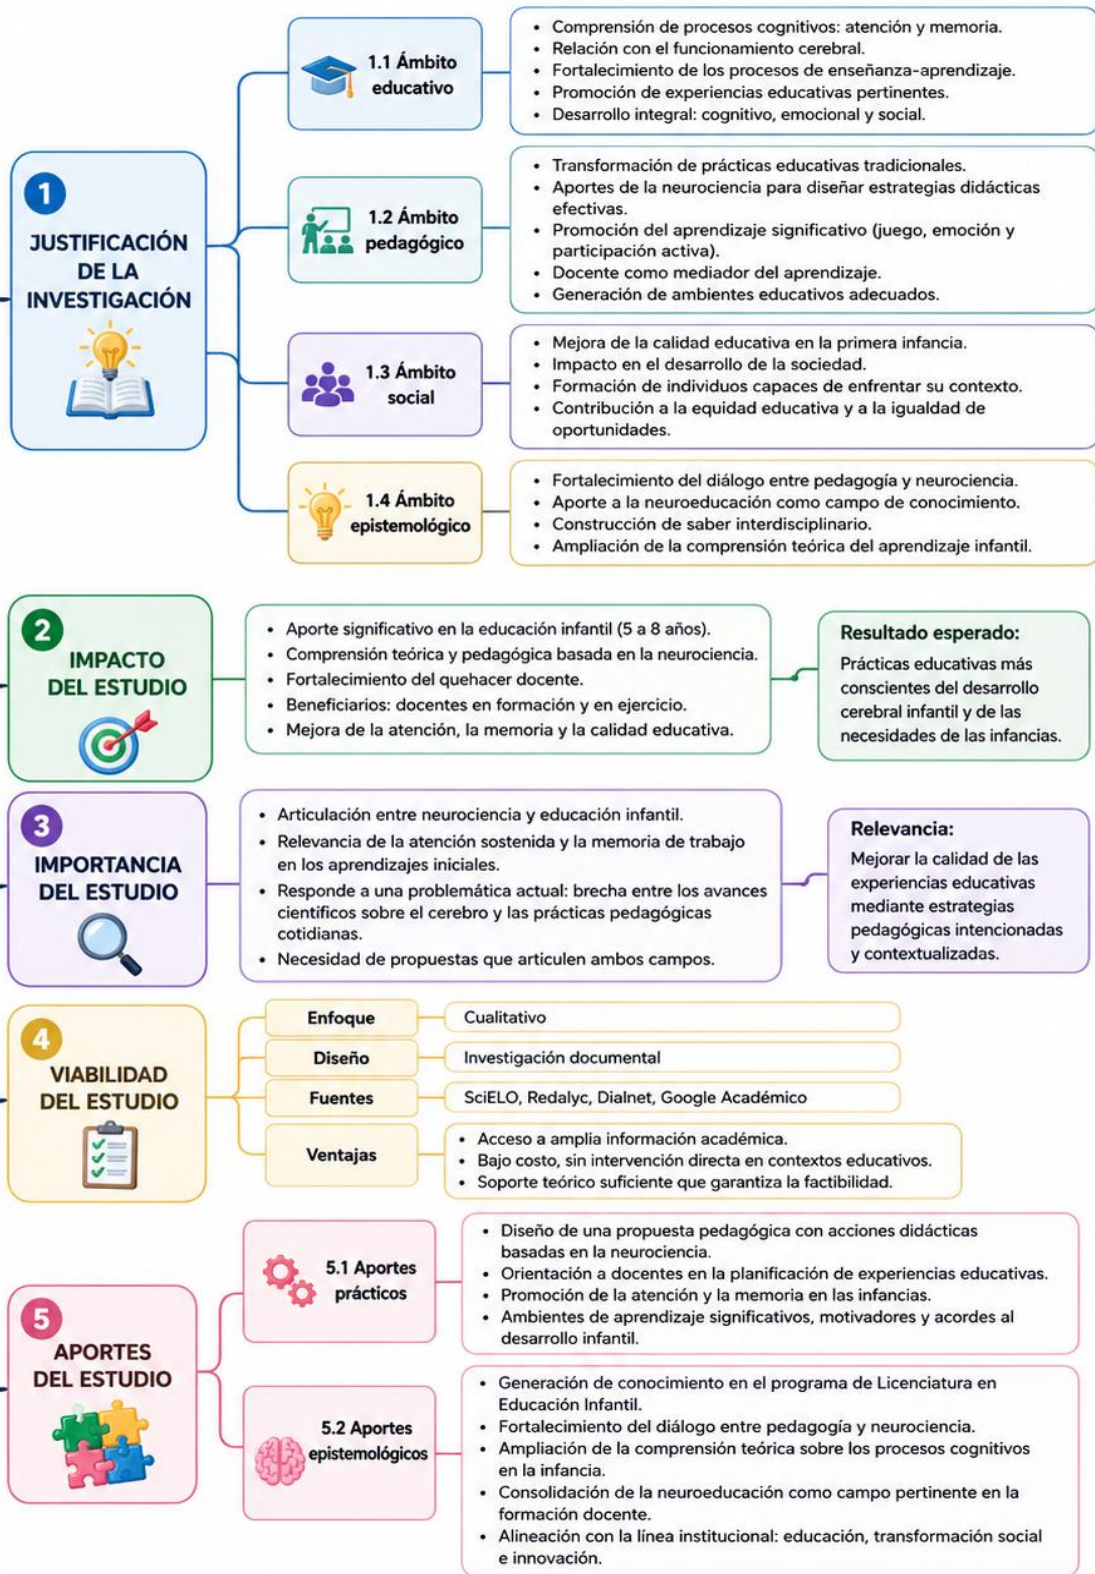 1
JUSTIFICACIÓN
DE LA
INVESTIGACIÓN
1.1 Ámbito
educativo
• Comprensión de procesos cognitivos: atención y memoria.
• Relación con el funcionamiento cerebral.
• Fortalecimiento de los procesos de enseñanza-aprendizaje.
• Promoción de experiencias educativas pertinentes.
• Desarrollo integral: cognitivo, emocional y social.
1.2 Ámbito
pedagógico
• Transformación de prácticas educativas tradicionales.
• Aportes de la neurociencia para diseñar estrategias didácticas
efectivas.
• Promoción del aprendizaje significativo (juego, emoción y
participación activa).
• Docente como mediador del aprendizaje.
• Generación de ambientes educativos adecuados.
1.3 Ámbito
social
• Mejora de la calidad educativa en la primera infancia.
• Impacto en el desarrollo de la sociedad.
• Formación de individuos capaces de enfrentar su contexto.
• Contribución a la equidad educativa y a la igualdad de
oportunidades.
1.4 Ámbito
epistemológico
• Fortalecimiento del diálogo entre pedagogía y neurociencia.
• Aporte a la neuroeducación como campo de conocimiento.
• Construcción de saber interdisciplinario.
• Ampliación de la comprensión teórica del aprendizaje infantil.
2
IMPACTO
DEL ESTUDIO
• Aporte significativo en la educación infantil (5 a 8 años).
• Comprensión teórica y pedagógica basada en la neurociencia.
• Fortalecimiento del quehacer docente.
• Beneficiarios: docentes en formación y en ejercicio.
• Mejora de la atención, la memoria y la calidad educativa.
Resultado esperado:
Prácticas educativas más
conscientes del desarrollo
cerebral infantil y de las
necesidades de las infancias.
3
IMPORTANCIA
DEL ESTUDIO
• Articulación entre neurociencia y educación infantil.
• Relevancia de la atención sostenida y la memoria de trabajo
en los aprendizajes iniciales.
• Responde a una problemática actual: brecha entre los avances
científicos sobre el cerebro y las prácticas pedagógicas
cotidianas.
• Necesidad de propuestas que articulen ambos campos.
Relevancia:
Mejorar la calidad de las
experiencias educativas
mediante estrategias
pedagógicas intencionadas
y contextualizadas.
4
VIABILIDAD
DEL ESTUDIO
Enfoque
Cualitativo
Diseño
Investigación documental
Fuentes
SciELO, Redalyc, Dialnet, Google Académico
Ventajas
• Acceso a amplia información académica.
• Bajo costo, sin intervención directa en contextos educativos.
• Soporte teórico suficiente que garantiza la factibilidad.
5
APORTES
DEL ESTUDIO
5.1 Aportes
prácticos
• Diseño de una propuesta pedagógica con acciones didácticas
basadas en la neurociencia.
• Orientación a docentes en la planificación de experiencias educativas.
• Promoción de la atención y la memoria en las infancias.
• Ambientes de aprendizaje significativos, motivadores y acordes al
desarrollo infantil.
5.2 Aportes
epistemológicos
• Generación de conocimiento en el programa de Licenciatura en
Educación Infantil.
• Fortalecimiento del diálogo entre pedagogía y neurociencia.
• Ampliación de la comprensión teórica sobre los procesos cognitivos
en la infancia.
• Consolidación de la neuroeducación como campo pertinente en la
formación docente.
• Alineación con la línea institucional: educación, transformación social
e innovación.